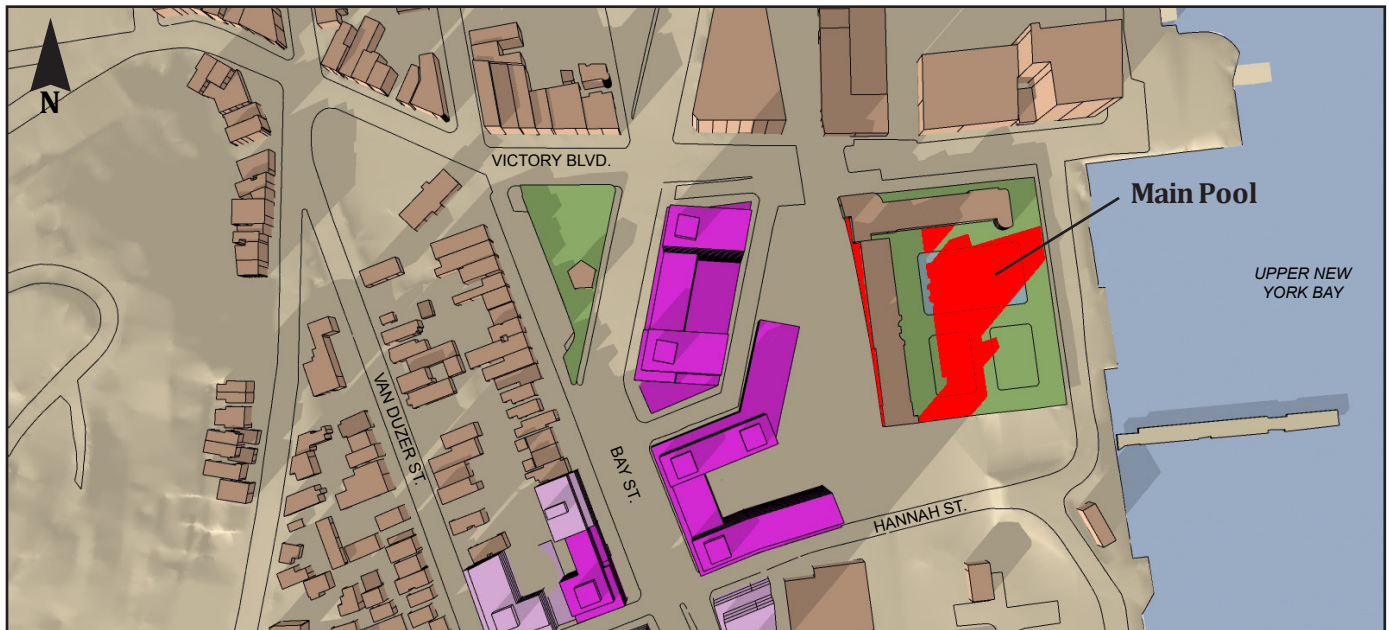 N
VICTORY BLVD.
Main Pool
UPPER NEW
YORK BAY
VAN DUZER ST.
BAY ST.
HANNAH ST.